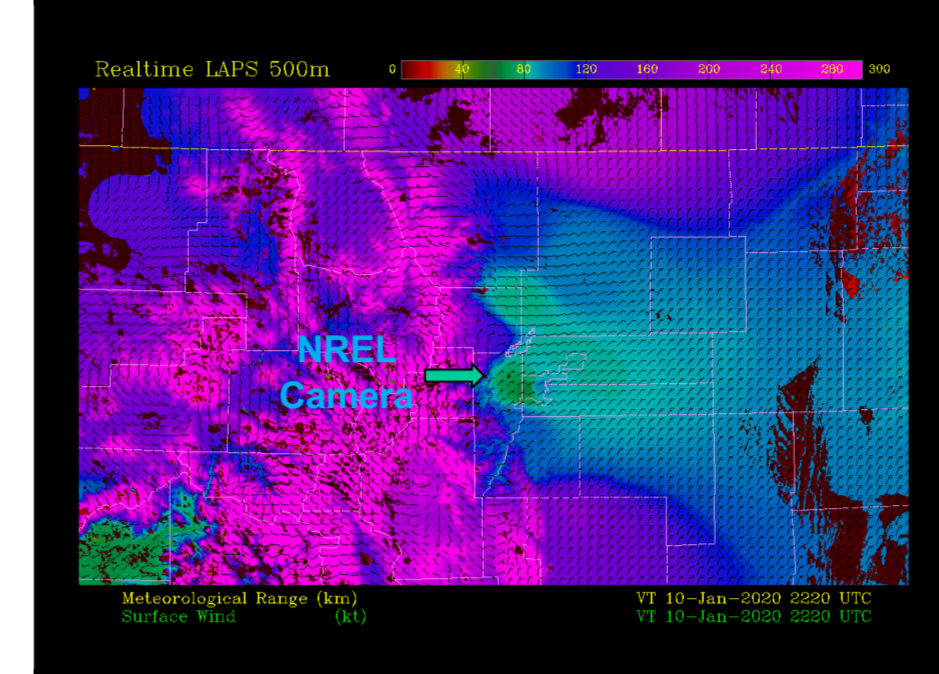 Realtime LAPS 500m
0 40 80 120 160 200 240 280 300
NREL
Camera
Meteorological Range (km)
VT 10-Jan-2020 2220 UTC
Surface Wind (kt)
VT 10-Jan-2020 2220 UTC